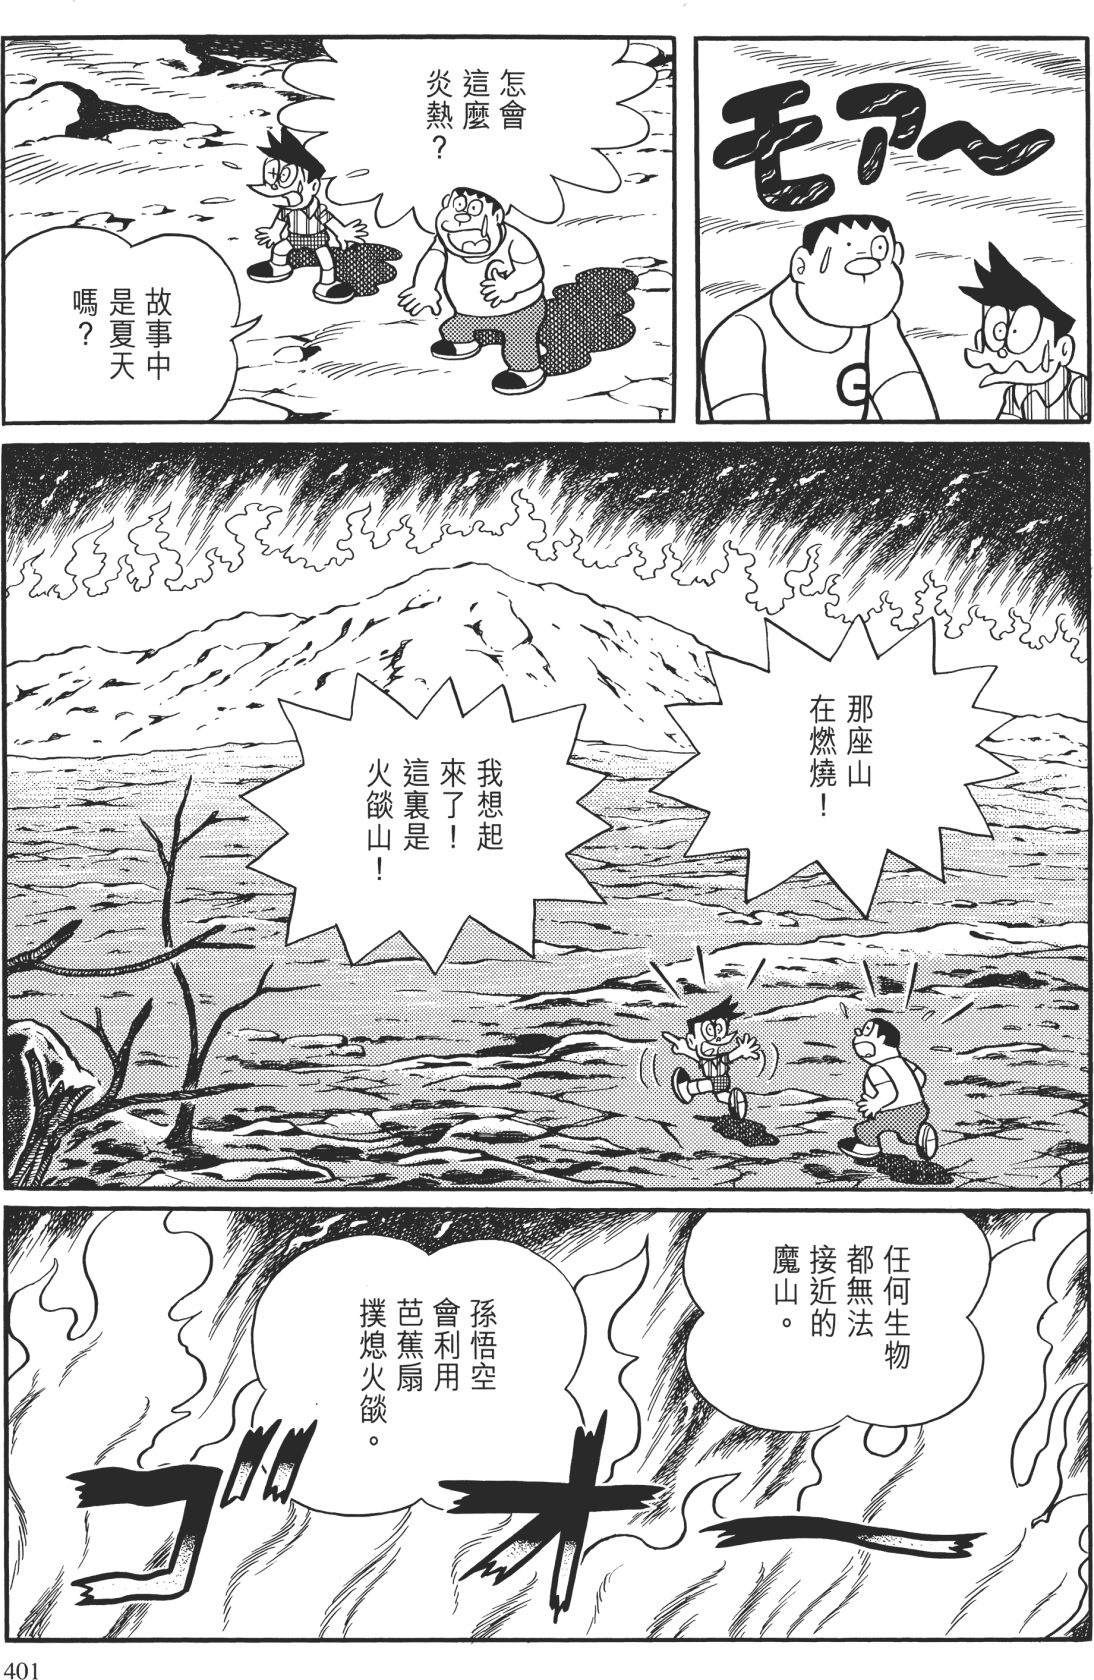 モァ～
G
怎會
這麼
炎熱？
故事中
是夏天
嗎？
那座山
在燃燒！
我想起
來了！
這裏是
火燄山！
任何生物
都無法
接近的
魔山。
孫悟空
會利用
芭蕉扇
撲熄火燄。
ゴオー
401